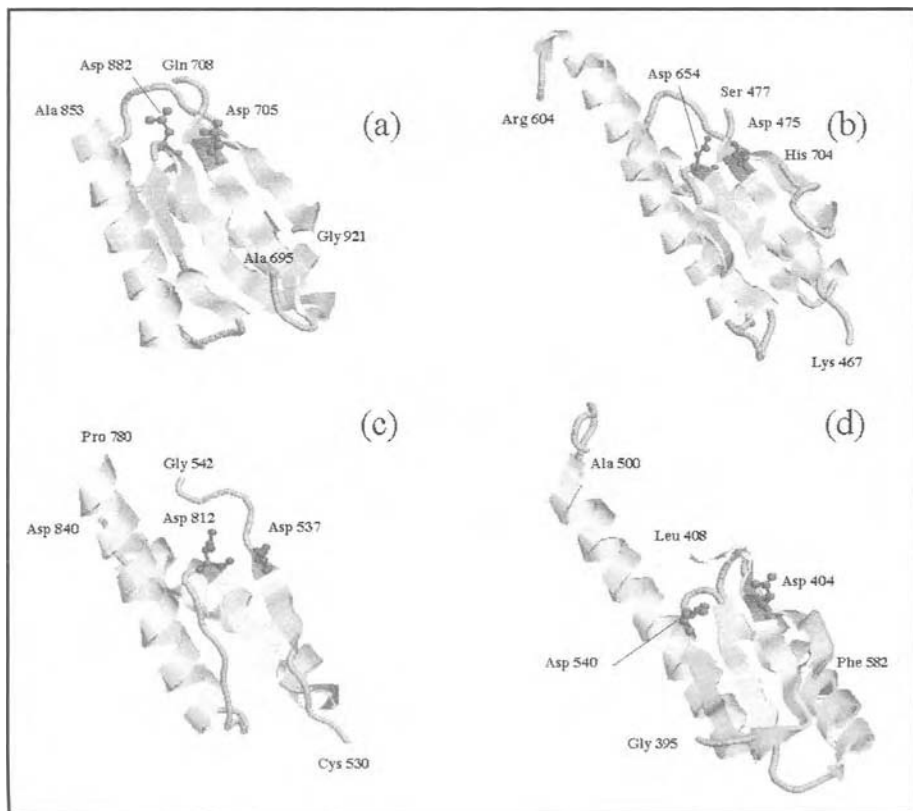 Asp 882
Gln 708
Ala 853
Asp 705
(a)
Gly 921
Ala 695
Asp 654
Ser 477
Arg 604
Asp 475
(b)
His 704
Lys 467
Pro 780
(c)
Gly 542
Asp 812
Asp 840
Asp 537
Cys 530
(d)
Ala 500
Leu 408
Asp 404
Asp 540
Phe 582
Gly 395